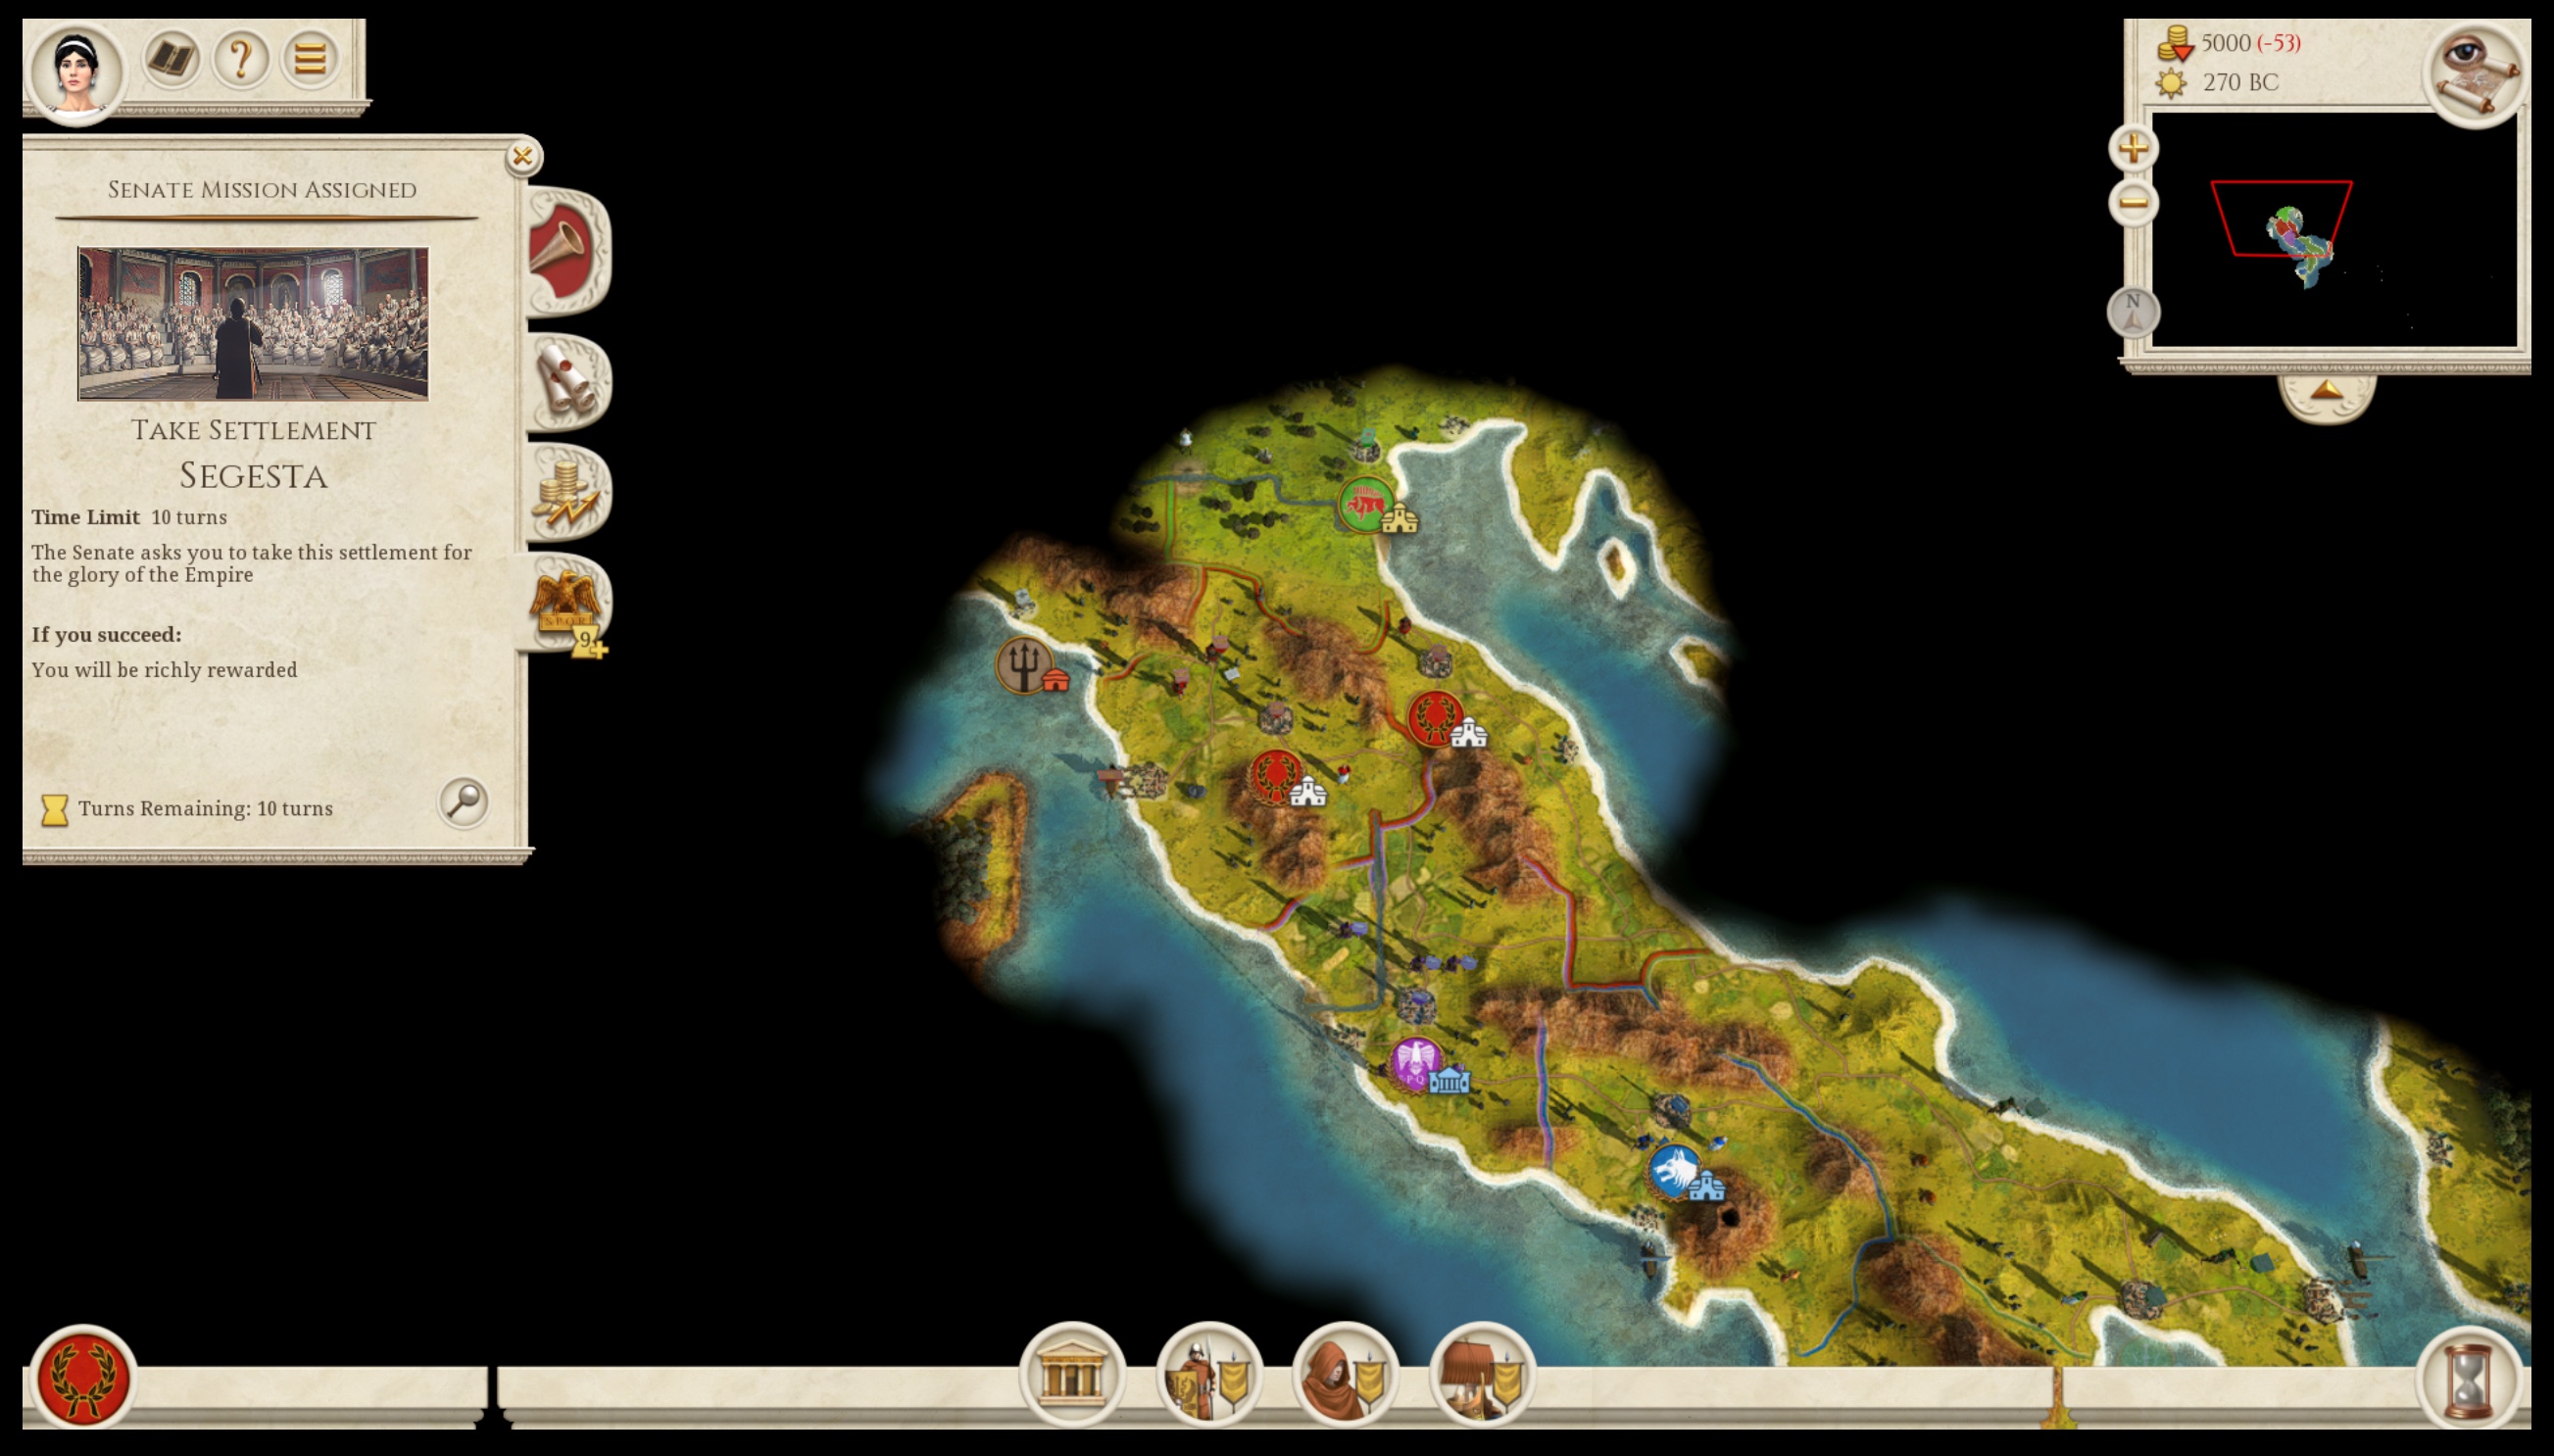 5000 (-53)
270 BC
N
SENATE MISSION ASSIGNED
TAKE SETTLEMENT
SEGESTA
Time Limit 10 turns
The Senate asks you to take this settlement for
the glory of the Empire
If you succeed:
You will be richly rewarded
Turns Remaining: 10 turns
S·P·Q·R
9